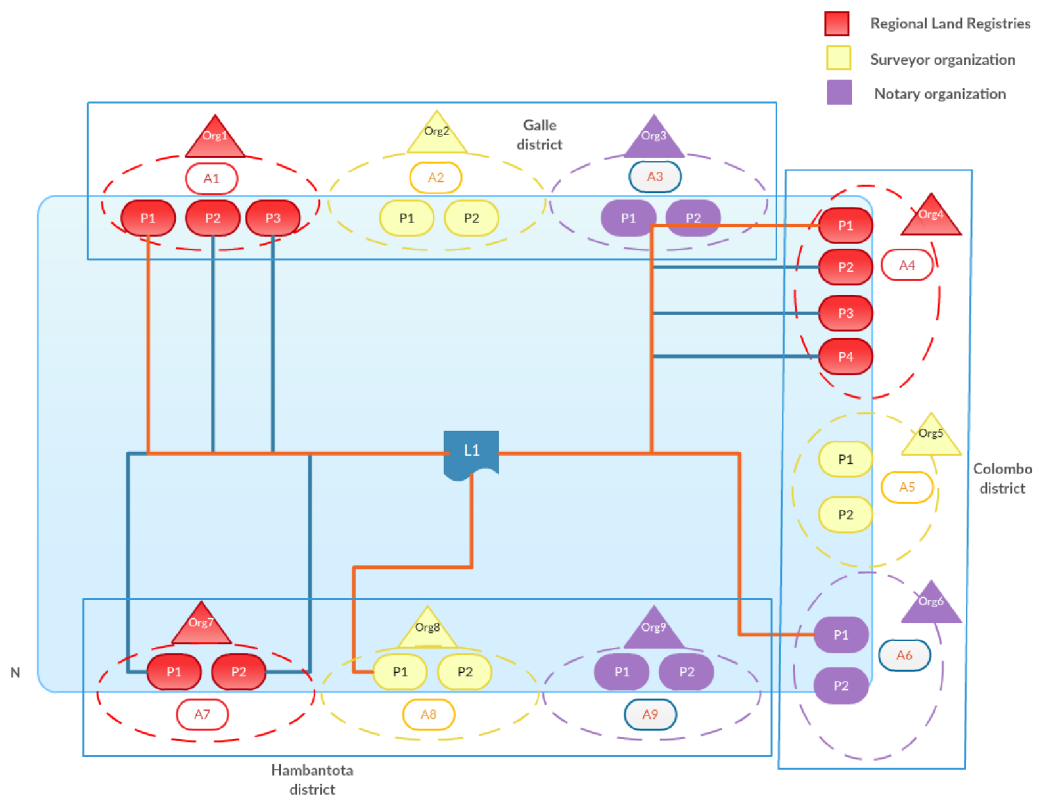 Regional Land Registries
Surveyor organization
Notary organization
Org1
Org2
Galle
district
Org3
A1
A2
A3
P1
P2
P3
P1
P2
P1
P2
Org4
P1
A4
P2
P3
P4
L1
Org5
P1
A5
P2
Colombo
district
Org6
P1
A6
P2
Org7
Org8
Org9
N
P1
P2
P1
P2
P1
P2
A7
A8
A9
Hambantota
district